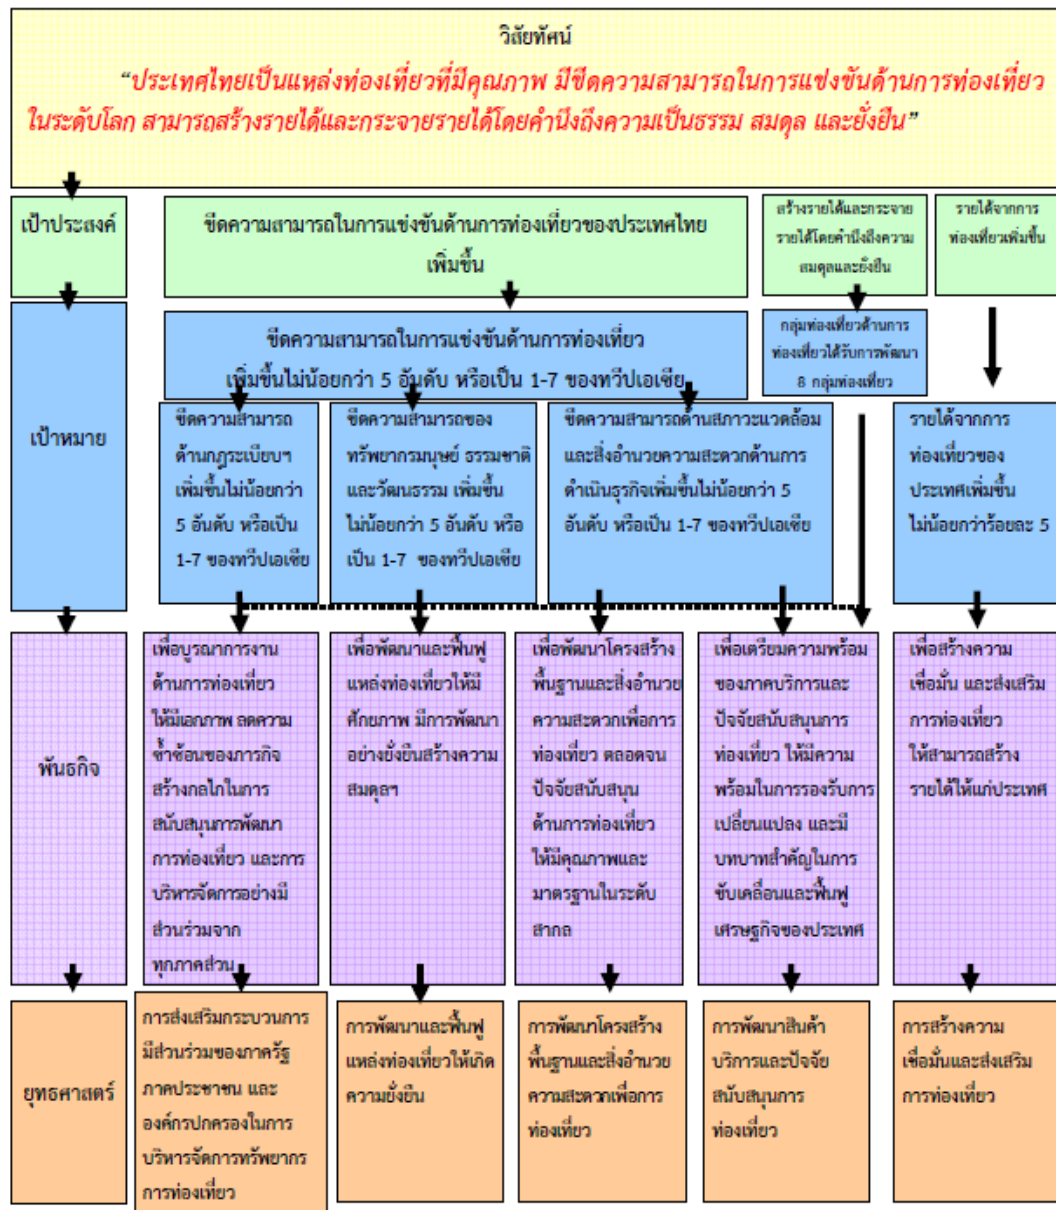 วิสัยทัศน์
“ประเทศไทยเป็นแหล่งท่องเที่ยวที่มีคุณภาพ มีขีดความสามารถในการแข่งขันด้านการท่องเที่ยว
ในระดับโลก สามารถสร้างรายได้และกระจายรายได้โดยคำนึงถึงความเป็นธรรม สมดุล และยั่งยืน”
เป้าประสงค์
ขีดความสามารถในการแข่งขันด้านการท่องเที่ยวของประเทศไทย
เพิ่มขึ้น
สร้างรายได้และกระจาย
รายได้โดยคำนึงถึงความ
สมดุลและยั่งยืน
รายได้จากการ
ท่องเที่ยวเพิ่มขึ้น
เป้าหมาย
ขีดความสามารถในการแข่งขันด้านการท่องเที่ยว
เพิ่มขึ้นไม่น้อยกว่า 5 อันดับ หรือเป็น 1-7 ของทวีปเอเชีย
กลุ่มท่องเที่ยวด้านการ
ท่องเที่ยวได้รับการพัฒนา
8 กลุ่มท่องเที่ยว
ขีดความสามารถ
ด้านกฎระเบียบฯ
เพิ่มขึ้นไม่น้อยกว่า
5 อันดับ หรือเป็น
1-7 ของทวีปเอเชีย
ขีดความสามารถของ
ทรัพยากรมนุษย์ ธรรมชาติ
และวัฒนธรรม เพิ่มขึ้น
ไม่น้อยกว่า 5 อันดับ หรือ
เป็น 1-7 ของทวีปเอเชีย
ขีดความสามารถด้านสภาวะแวดล้อม
และสิ่งอำนวยความสะดวกด้านการ
ดำเนินธุรกิจเพิ่มขึ้นไม่น้อยกว่า 5
อันดับ หรือเป็น 1-7 ของทวีปเอเชีย
รายได้จากการ
ท่องเที่ยวของ
ประเทศเพิ่มขึ้น
ไม่น้อยกว่าร้อยละ 5
พันธกิจ
เพื่อบูรณาการงาน
ด้านการท่องเที่ยว
ให้มีเอกภาพ ลดความ
ซ้ำซ้อนของภารกิจ
สร้างกลไกในการ
สนับสนุนการพัฒนา
การท่องเที่ยว และการ
บริหารจัดการอย่างมี
ส่วนร่วมจาก
ทุกภาคส่วน
เพื่อพัฒนาและฟื้นฟู
แหล่งท่องเที่ยวให้มี
ศักยภาพ มีการพัฒนา
อย่างยั่งยืนสร้างความ
สมดุลฯ
เพื่อพัฒนาโครงสร้าง
พื้นฐานและสิ่งอำนวย
ความสะดวกเพื่อการ
ท่องเที่ยว ตลอดจน
ปัจจัยสนับสนุน
ด้านการท่องเที่ยว
ให้มีคุณภาพและ
มาตรฐานในระดับ
สากล
เพื่อเตรียมความพร้อม
ของภาคบริการและ
ปัจจัยสนับสนุนการ
ท่องเที่ยว ให้มีความ
พร้อมในการรองรับการ
เปลี่ยนแปลง และมี
บทบาทสำคัญในการ
ขับเคลื่อนและฟื้นฟู
เศรษฐกิจของประเทศ
เพื่อสร้างความ
เชื่อมั่น และส่งเสริม
การท่องเที่ยว
ให้สามารถสร้าง
รายได้ให้แก่ประเทศ
ยุทธศาสตร์
การส่งเสริมกระบวนการ
มีส่วนร่วมของภาครัฐ
ภาคประชาชน และ
องค์กรปกครองในการ
บริหารจัดการทรัพยากร
การท่องเที่ยว
การพัฒนาและฟื้นฟู
แหล่งท่องเที่ยวให้เกิด
ความยั่งยืน
การพัฒนาโครงสร้าง
พื้นฐานและสิ่งอำนวย
ความสะดวกเพื่อการ
ท่องเที่ยว
การพัฒนาสินค้า
บริการและปัจจัย
สนับสนุนการ
ท่องเที่ยว
การสร้างความ
เชื่อมั่นและส่งเสริม
การท่องเที่ยว